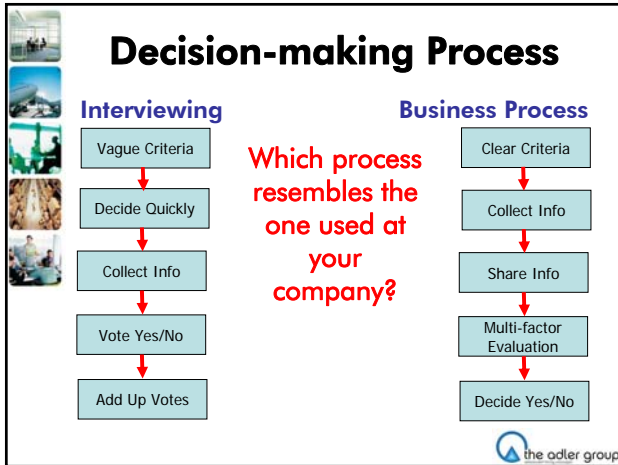 Decision-making Process
Interviewing
Vague Criteria
Decide Quickly
Collect Info
Vote Yes/No
Add Up Votes
Which process
resembles the
one used at
your
company?
Business Process
Clear Criteria
Collect Info
Share Info
Multi-factor
Evaluation
Decide Yes/No
the adler group